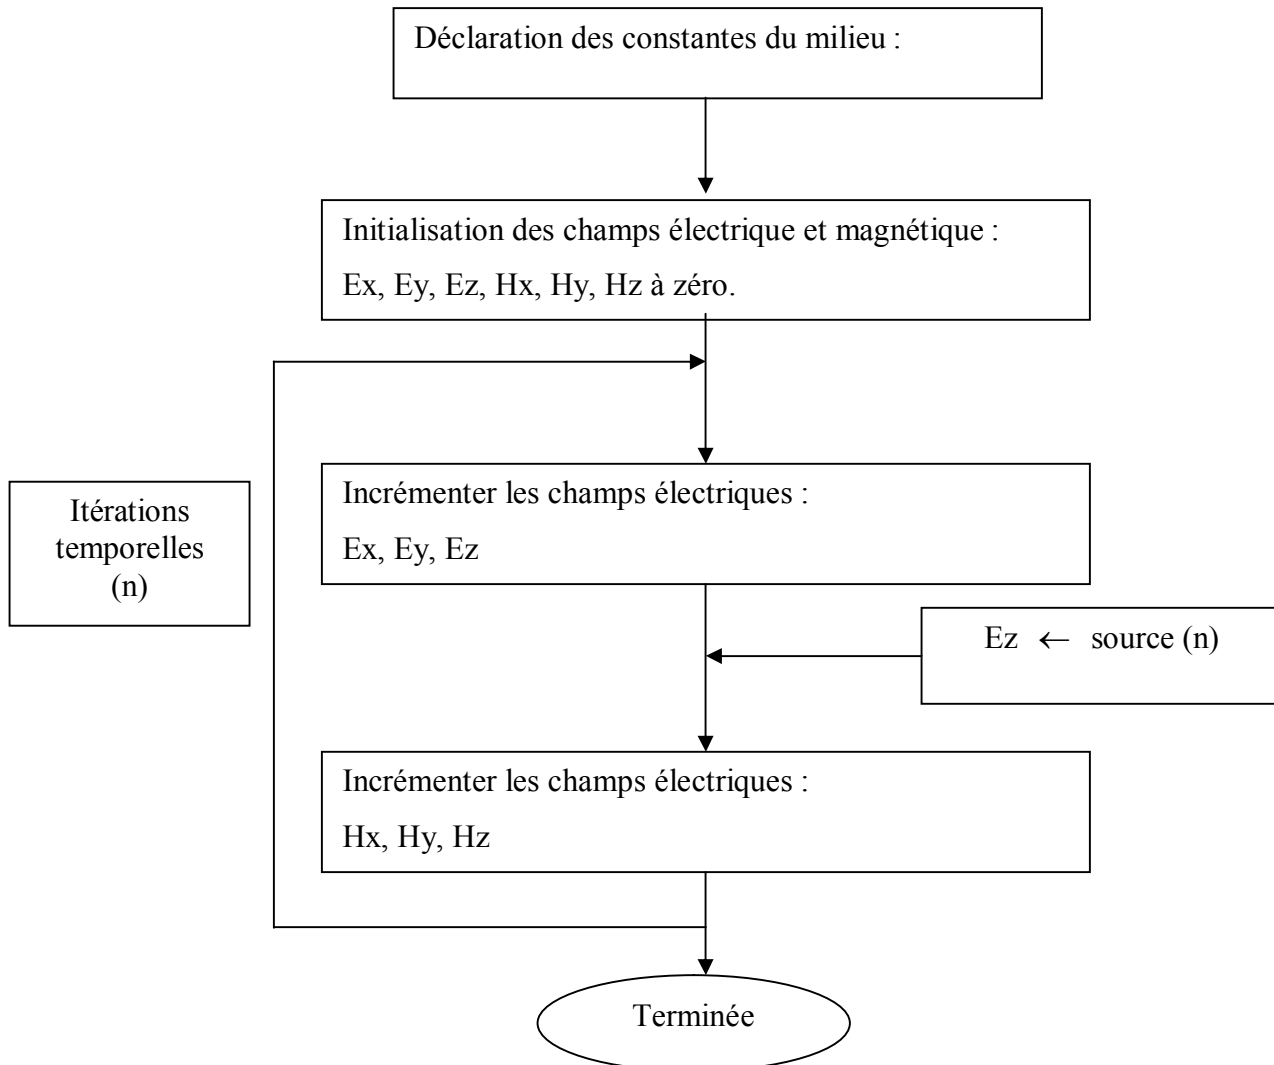 Déclaration des constantes du milieu :
Initialisation des champs électrique et magnétique :
Ex, Ey, Ez, Hx, Hy, Hz à zéro.
Incrémenter les champs électriques :
Ex, Ey, Ez
Itérations
temporelles
(n)
Ez ← source (n)
Incrémenter les champs électriques :
Hx, Hy, Hz
Terminée